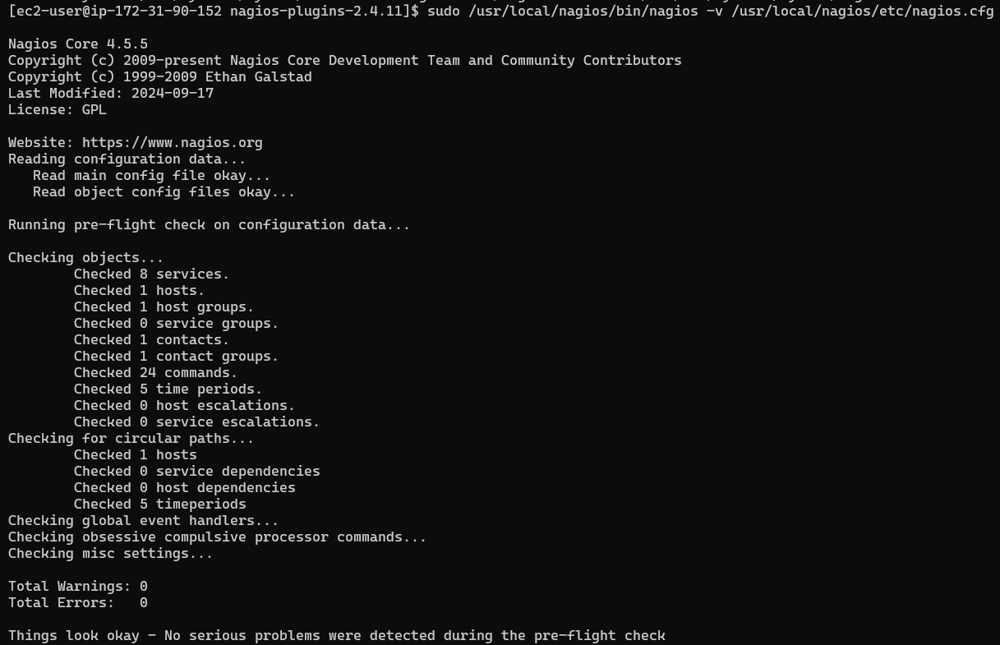 [ec2-user@ip-172-31-90-152 nagios-plugins-2.4.11]$ sudo /usr/local/nagios/bin/nagios -v /usr/local/nagios/etc/nagios.cfg
Nagios Core 4.5.5
Copyright (c) 2009-present Nagios Core Development Team and Community Contributors
Copyright (c) 1999-2009 Ethan Galstad
Last Modified: 2024-09-17
License: GPL
Website: https://www.nagios.org
Reading configuration data...
Read main config file okay...
Read object config files okay...
Running pre-flight check on configuration data...
Checking objects...
Checked 8 services.
Checked 1 hosts.
Checked 1 host groups.
Checked 0 service groups.
Checked 1 contacts.
Checked 1 contact groups.
Checked 24 commands.
Checked 5 time periods.
Checked 0 host escalations.
Checked 0 service escalations.
Checking for circular paths...
Checked 1 hosts
Checked 0 service dependencies
Checked 0 host dependencies
Checked 5 timeperiods
Checking global event handlers...
Checking obsessive compulsive processor commands...
Checking misc settings...
Total Warnings: 0
Total Errors:   0
Things look okay - No serious problems were detected during the pre-flight check